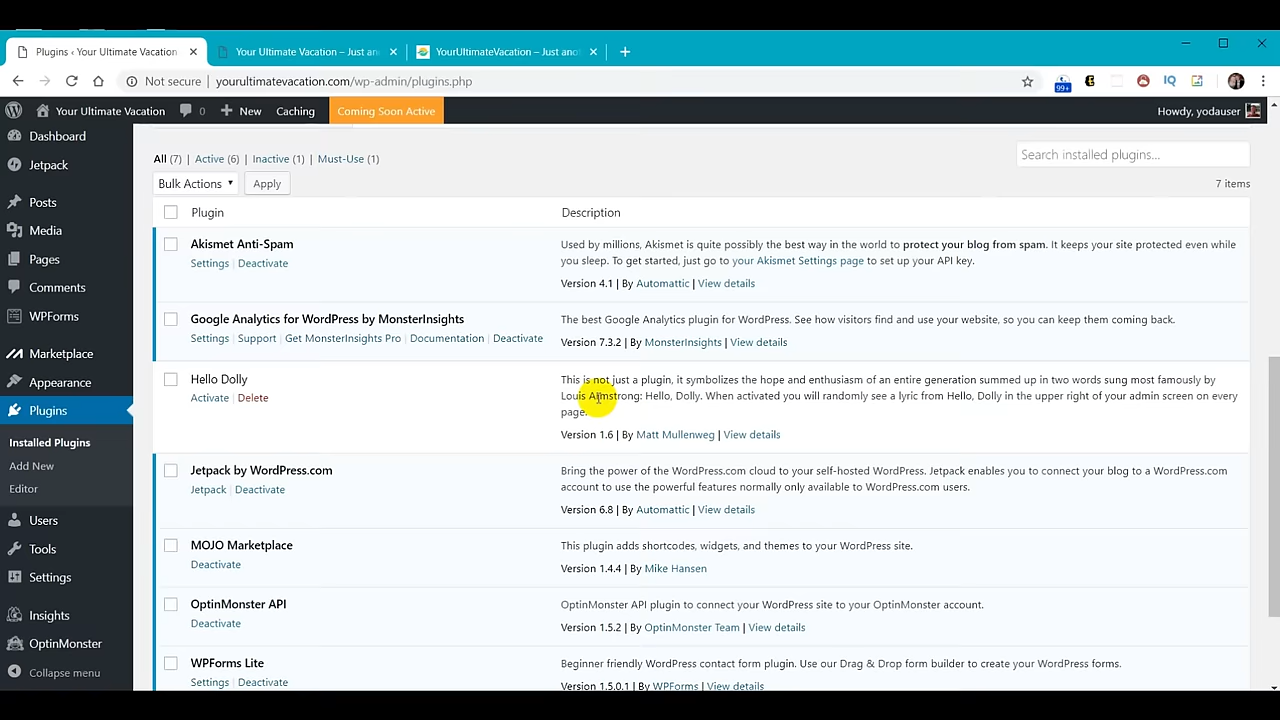 Plugins ‹ Your Ultimate Vacation
Your Ultimate Vacation – Just an
YourUltimateVacation – Just ano
Not secure | yourultimatevacation.com/wp-admin/plugins.php
99+
IQ
Your Ultimate Vacation
0
New
Caching
Coming Soon Active
Howdy, yodauser
Dashboard
Jetpack
Posts
Media
Pages
Comments
WPForms
Marketplace
Appearance
Plugins
Installed Plugins
Add New
Editor
Users
Tools
Settings
Insights
OptinMonster
Collapse menu
All (7) | Active (6) | Inactive (1) | Must-Use (1)
Search installed plugins...
Bulk Actions
Apply
7 items
Plugin
Description
Akismet Anti-Spam
Settings | Deactivate
Used by millions, Akismet is quite possibly the best way in the world to protect your blog from spam. It keeps your site protected even while
you sleep. To get started, just go to your Akismet Settings page to set up your API key.
Version 4.1 | By Automattic | View details
Google Analytics for WordPress by MonsterInsights
Settings | Support | Get MonsterInsights Pro | Documentation | Deactivate
The best Google Analytics plugin for WordPress. See how visitors find and use your website, so you can keep them coming back.
Version 7.3.2 | By MonsterInsights | View details
Hello Dolly
Activate | Delete
This is not just a plugin, it symbolizes the hope and enthusiasm of an entire generation summed up in two words sung most famously by
Louis Armstrong: Hello, Dolly. When activated you will randomly see a lyric from Hello, Dolly in the upper right of your admin screen on every
page.
Version 1.6 | By Matt Mullenweg | View details
Jetpack by WordPress.com
Jetpack | Deactivate
Bring the power of the WordPress.com cloud to your self-hosted WordPress. Jetpack enables you to connect your blog to a WordPress.com
account to use the powerful features normally only available to WordPress.com users.
Version 6.8 | By Automattic | View details
MOJO Marketplace
Deactivate
This plugin adds shortcodes, widgets, and themes to your WordPress site.
Version 1.4.4 | By Mike Hansen
OptinMonster API
Deactivate
OptinMonster API plugin to connect your WordPress site to your OptinMonster account.
Version 1.5.2 | By OptinMonster Team | View details
WPForms Lite
Settings | Deactivate
Beginner friendly WordPress contact form plugin. Use our Drag & Drop form builder to create your WordPress forms.
Version 1.5.0.1 | By WPForms | View details